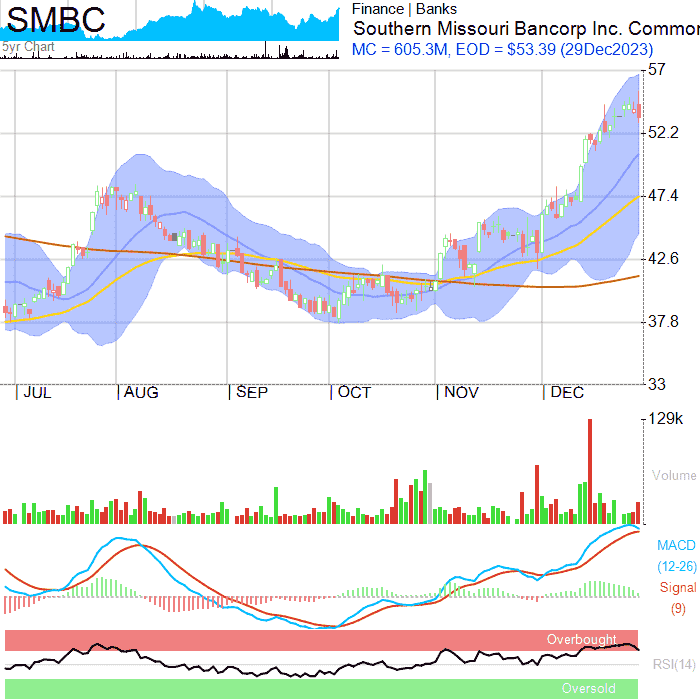 SMBC
5yr Chart
Finance | Banks
Southern Missouri Bancorp Inc. Common
MC = 605.3M, EOD = $53.39 (29Dec2023)
57
52.2
47.4
42.6
37.8
33
JUL AUG SEP OCT NOV DEC
129k
Volume
MACD
(12-26)
Signal
(9)
Overbought
RSI(14)
Oversold